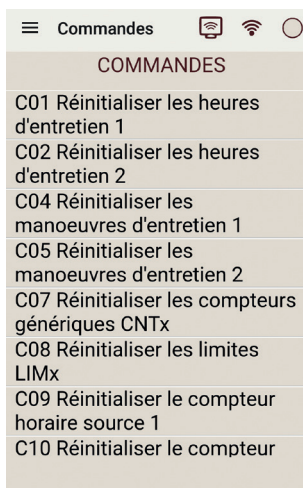 Commandes
COMMANDES
C01 Réinitialiser les heures
d'entretien 1
C02 Réinitialiser les heures
d'entretien 2
C04 Réinitialiser les
manoeuvres d'entretien 1
C05 Réinitialiser les
manoeuvres d'entretien 2
C07 Réinitialiser les compteurs
génériques CNTx
C08 Réinitialiser les limites
LIMx
C09 Réinitialiser le compteur
horaire source 1
C10 Réinitialiser le compteur